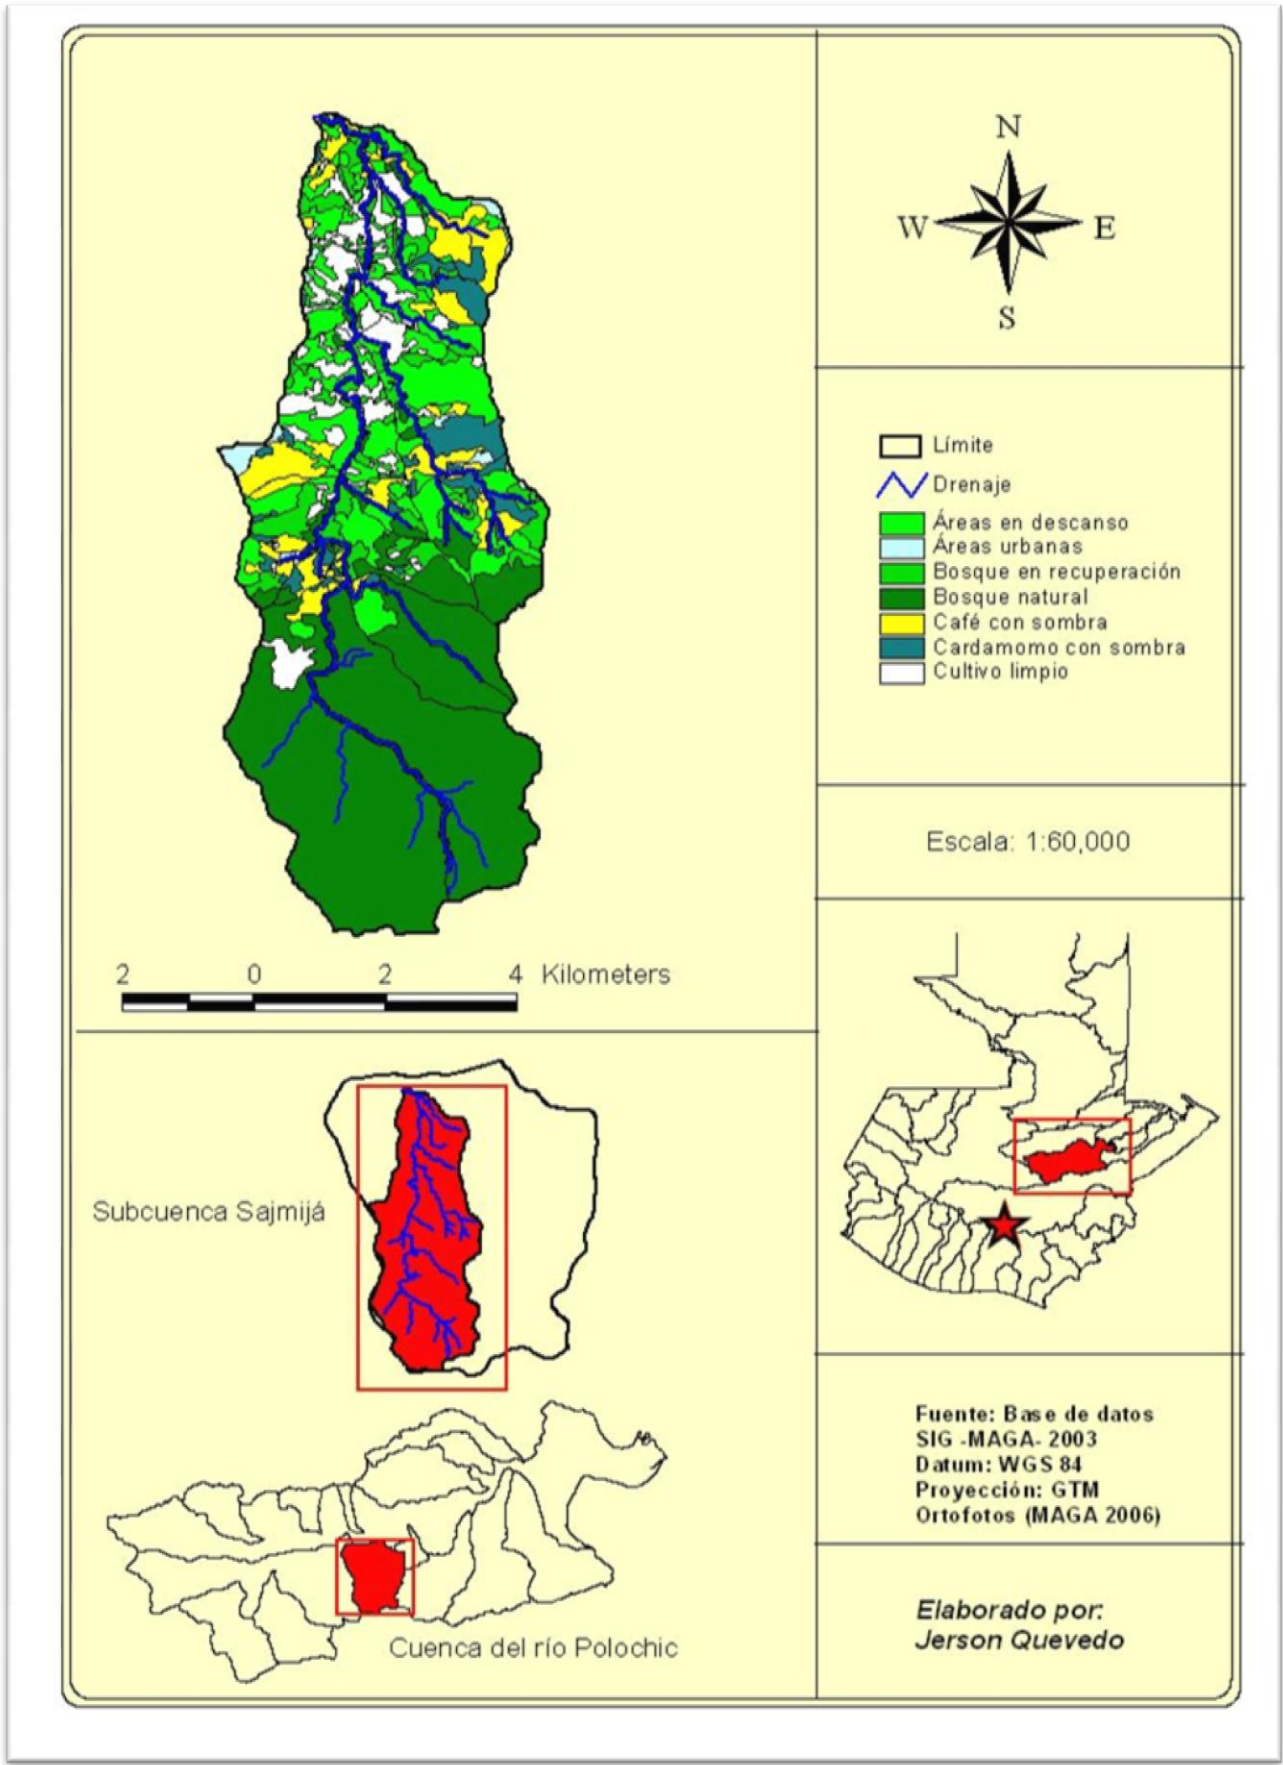 N
W E
S
Límite
Drenaje
Áreas en descanso
Áreas urbanas
Bosque en recuperación
Bosque natural
Café con sombra
Cardamomo con sombra
Cultivo limpio
Escala: 1:60,000
2 0 2 4 Kilometers
Subcuenca Sajmijá
Cuenca del río Polochic
Fuente: Base de datos
SIG -MAGA- 2003
Datum: WGS 84
Proyección: GTM
Ortofotos (MAGA 2006)
Elaborado por:
Jerson Quevedo